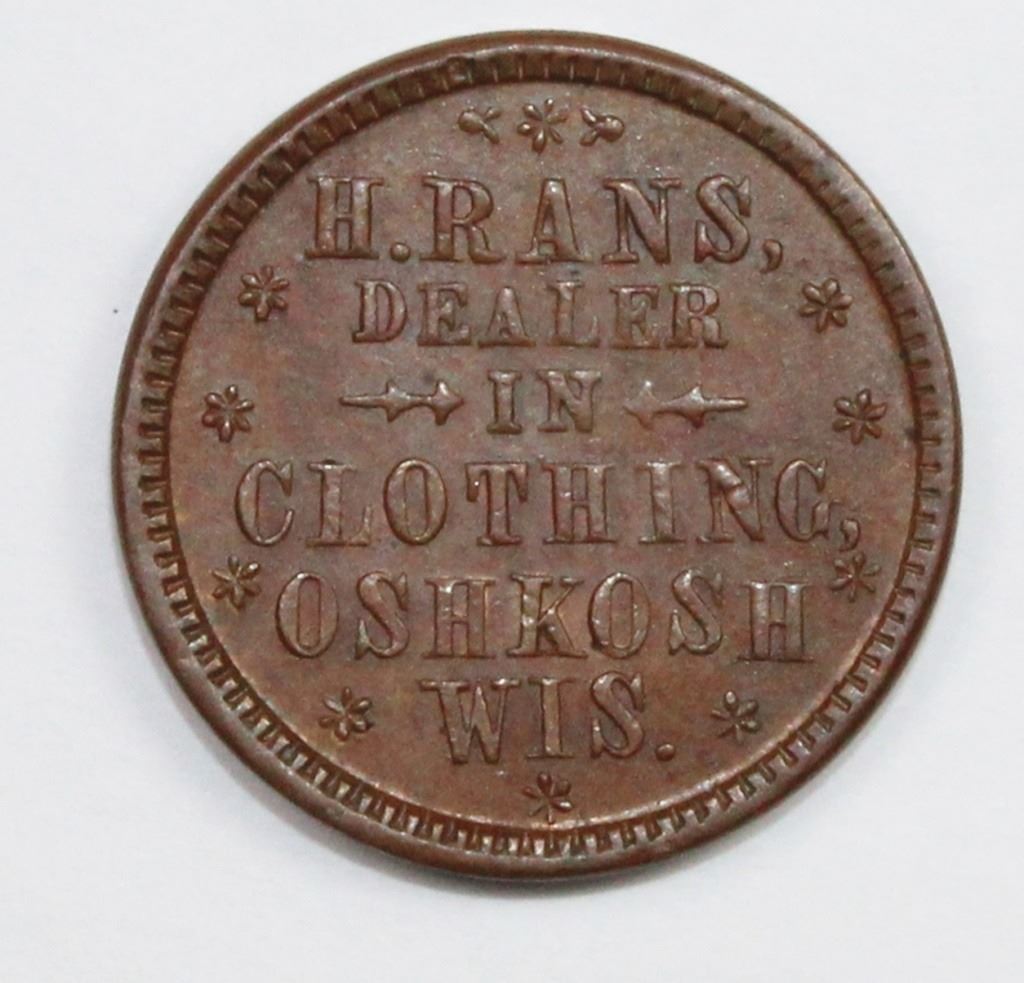 H. RANS,
DEALER
IN
CLOTHING,
OSHKOSH
WIS.